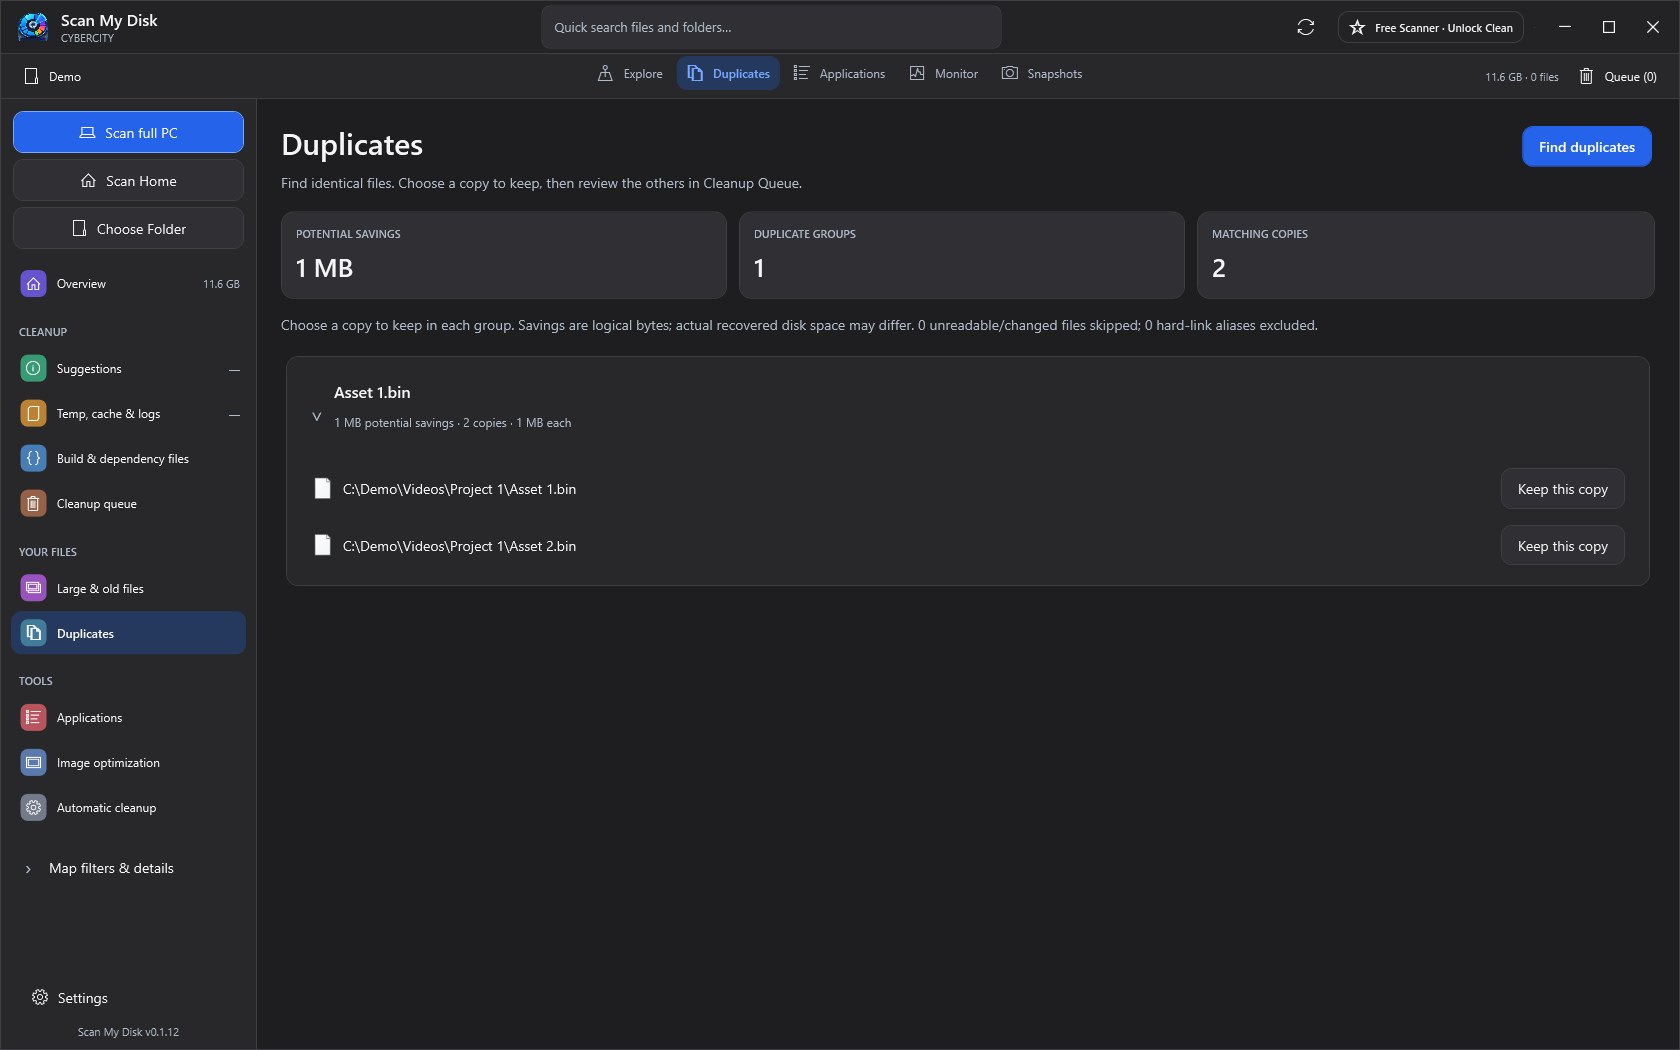 Scan My Disk
CYBERCITY
Quick search files and folders...
Free Scanner · Unlock Clean
Demo
Explore
Duplicates
Applications
Monitor
Snapshots
11.6 GB · 0 files
Queue (0)
Scan full PC
Scan Home
Choose Folder
Overview 11.6 GB
CLEANUP
Suggestions —
Temp, cache & logs —
Build & dependency files
Cleanup queue
YOUR FILES
Large & old files
Duplicates
TOOLS
Applications
Image optimization
Automatic cleanup
Map filters & details
Settings
Scan My Disk v0.1.12
Duplicates
Find duplicates
Find identical files. Choose a copy to keep, then review the others in Cleanup Queue.
POTENTIAL SAVINGS
1 MB
DUPLICATE GROUPS
1
MATCHING COPIES
2
Choose a copy to keep in each group. Savings are logical bytes; actual recovered disk space may differ. 0 unreadable/changed files skipped; 0 hard-link aliases excluded.
Asset 1.bin
1 MB potential savings · 2 copies · 1 MB each
C:\Demo\Videos\Project 1\Asset 1.bin
Keep this copy
C:\Demo\Videos\Project 1\Asset 2.bin
Keep this copy